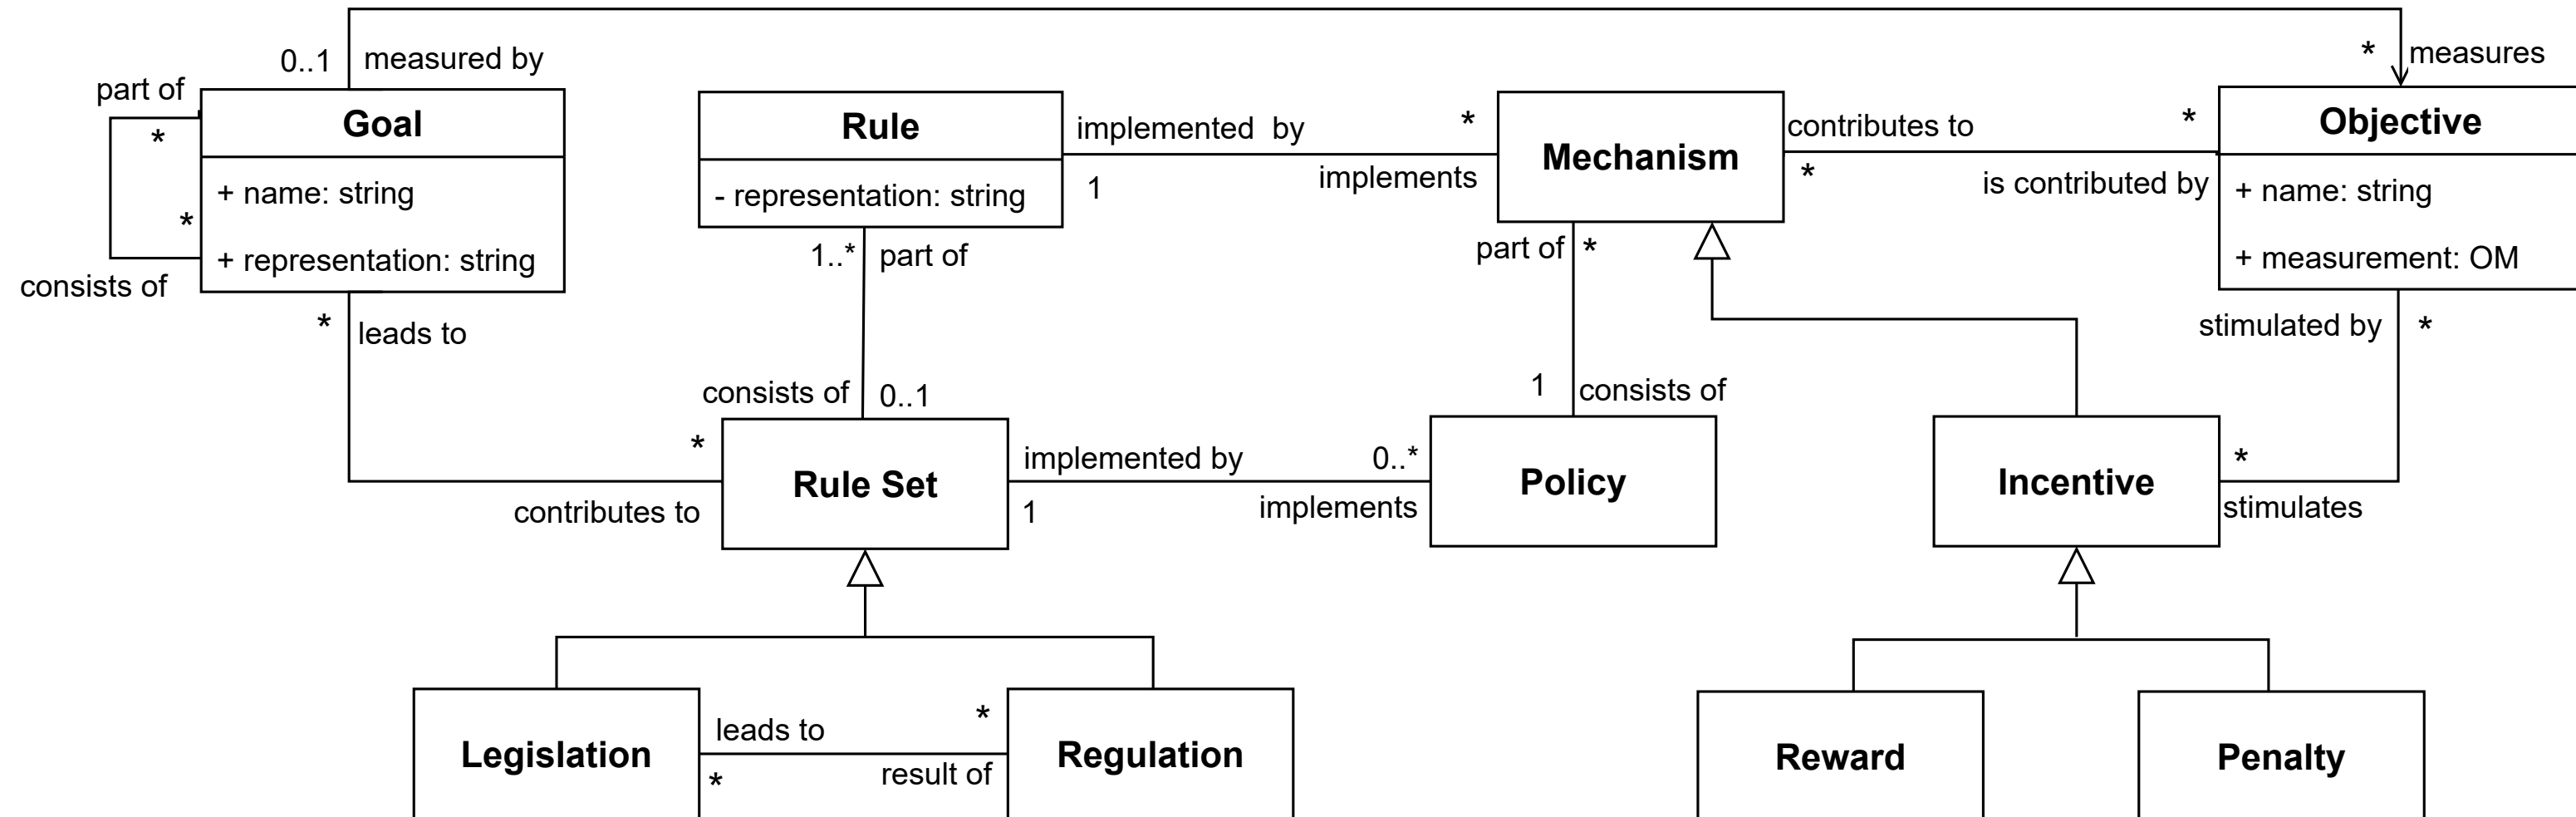 0..1
measured by
*
measures
part of
*
Goal
+ name: string
*
+ representation: string
consists of
Rule
- representation: string
implemented  by
*
1
implements
Mechanism
contributes to
*
*
is contributed by
Objective
+ name: string
+ measurement: OM
*
leads to
1..*
part of
part of
*
stimulated by
*
consists of
0..1
1
consists of
*
contributes to
Rule Set
implemented by
0..*
1
implements
Policy
Incentive
*
stimulates
Legislation
leads to
*
*
result of
Regulation
Reward
Penalty